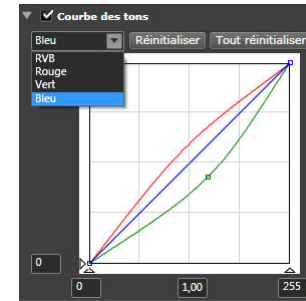 Courbe des tons
Bleu Réinitialiser Tout réinitialiser
RVB
Rouge
Vert
Bleu
0
0 1,00 255